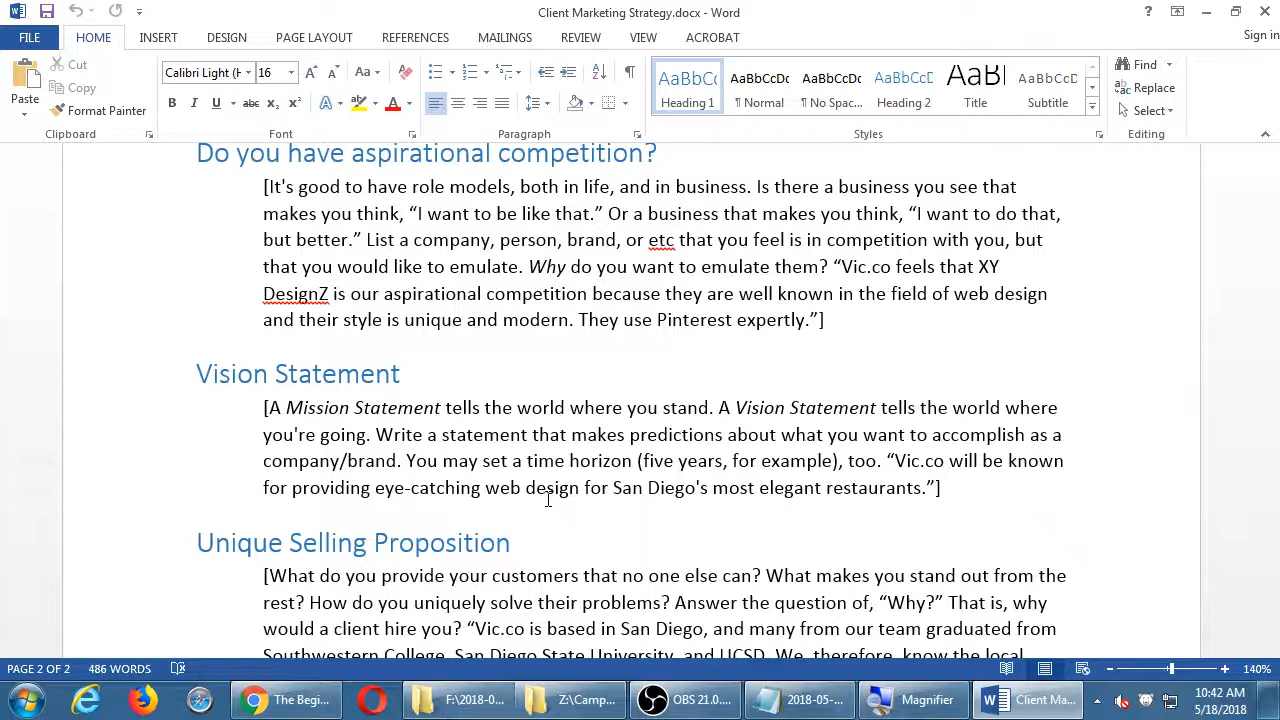 Client Marketing Strategy.docx - Word
FILE HOME INSERT DESIGN PAGE LAYOUT REFERENCES MAILINGS REVIEW VIEW ACROBAT Sign in
Paste
Cut
Copy
Format Painter
Clipboard
Calibri Light (H 16
Font
Paragraph
AaBbCc Heading 1
AaBbCcDc ¶ Normal
AaBbCcDc ¶ No Spac...
AaBbCcD Heading 2
AaB Title
AaBbCcD Subtitle
Styles
Find
Replace
Select
Editing
Do you have aspirational competition?
[It's good to have role models, both in life, and in business. Is there a business you see that
makes you think, “I want to be like that.” Or a business that makes you think, “I want to do that,
but better.” List a company, person, brand, or etc that you feel is in competition with you, but
that you would like to emulate. Why do you want to emulate them? “Vic.co feels that XY
DesignZ is our aspirational competition because they are well known in the field of web design
and their style is unique and modern. They use Pinterest expertly.”]
Vision Statement
[A Mission Statement tells the world where you stand. A Vision Statement tells the world where
you're going. Write a statement that makes predictions about what you want to accomplish as a
company/brand. You may set a time horizon (five years, for example), too. “Vic.co will be known
for providing eye-catching web design for San Diego's most elegant restaurants.”]
Unique Selling Proposition
[What do you provide your customers that no one else can? What makes you stand out from the
rest? How do you uniquely solve their problems? Answer the question of, “Why?” That is, why
would a client hire you? “Vic.co is based in San Diego, and many from our team graduated from
Southwestern College, San Diego State University, and UCSD. We, therefore, know the local
PAGE 2 OF 2 486 WORDS 140%
The Begi... F:\2018-0... Z:\Camp... OBS 21.0.... 2018-05-... Magnifier Client Ma...
10:42 AM
5/18/2018